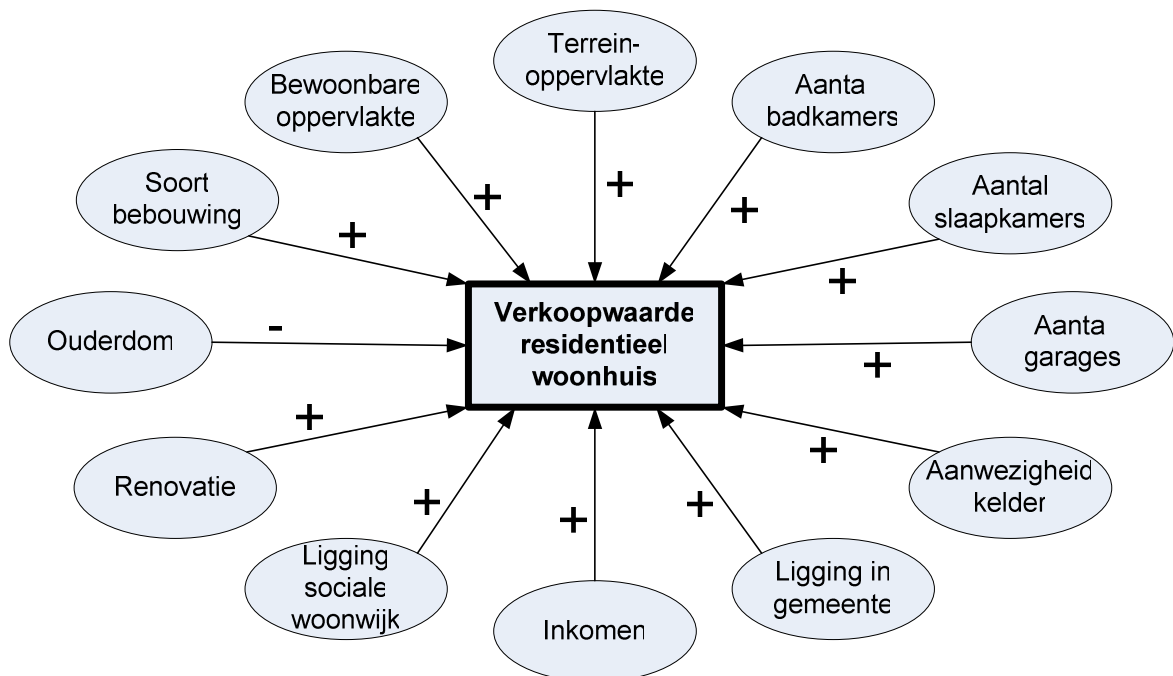 Terrein-
oppervlakte
Bewoonbare
oppervlakte
Aanta
badkamers
Soort
bebouwing
Aantal
slaapkamers
+
+
+
+
+
Verkoopwaarde
residentieel
woonhuis
Ouderdom
-
Aanta
garages
+
Renovatie
+
Aanwezigheid
kelder
+
Ligging
sociale
woonwijk
+
Inkomen
+
Ligging in
gemeente
+